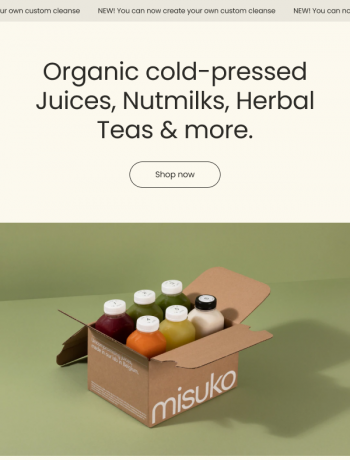 ur own custom cleanse NEW! You can now create your own custom cleanse NEW! You can no
Organic cold-pressed
Juices, Nutmilks, Herbal
Teas & more.
Shop now
misuko